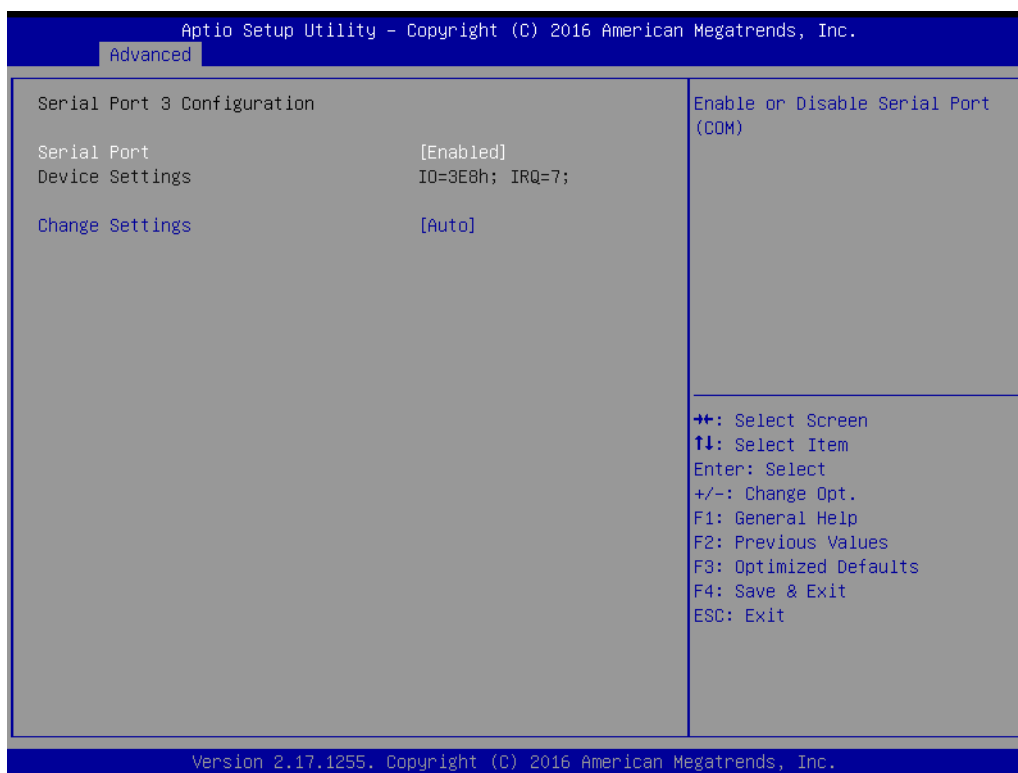 Aptio Setup Utility – Copyright (C) 2016 American Megatrends, Inc.
Advanced
Serial Port 3 Configuration
Serial Port [Enabled]
Device Settings IO=3E8h; IRQ=7;
Change Settings [Auto]
Enable or Disable Serial Port
(COM)
→←: Select Screen
↑↓: Select Item
Enter: Select
+/-: Change Opt.
F1: General Help
F2: Previous Values
F3: Optimized Defaults
F4: Save & Exit
ESC: Exit
Version 2.17.1255. Copyright (C) 2016 American Megatrends, Inc.